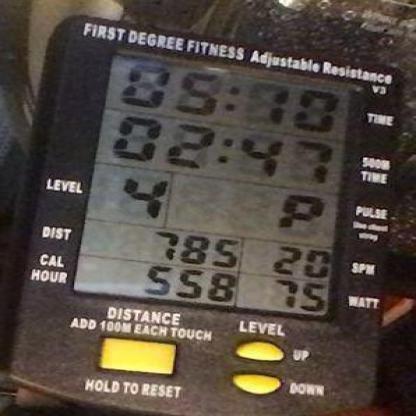 FIRST DEGREE FITNESS Adjustable Resistance
V3
05:10 TIME
02:47 500M TIME
LEVEL 4 P PULSE
DIST 785 20 SPM
CAL HOUR 558 75 WATT
DISTANCE
ADD 100M EACH TOUCH
HOLD TO RESET
LEVEL
UP
DOWN